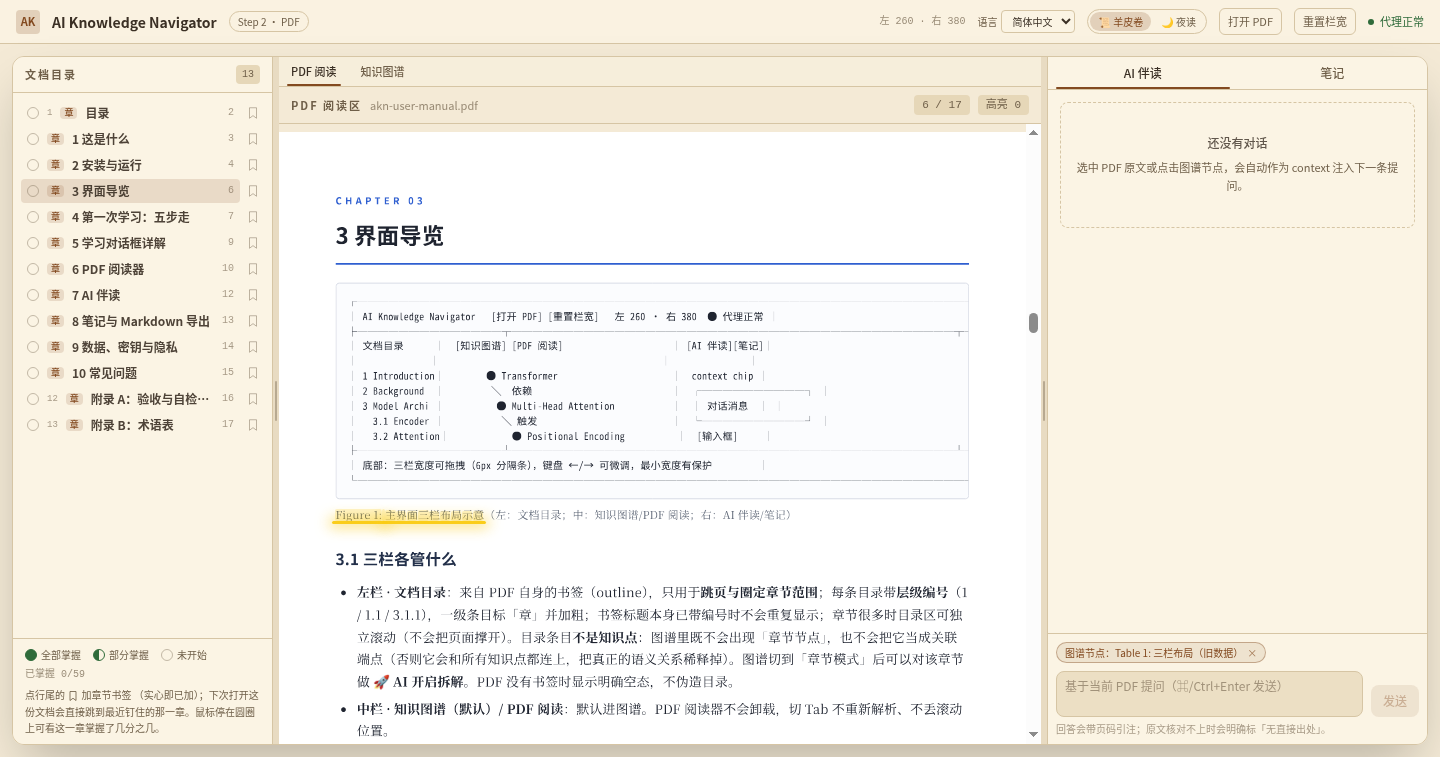 AK AI Knowledge Navigator Step 2 · PDF 左 260 · 右 380 语言 简体中文 📜 羊皮卷 🌙 夜读 打开 PDF 重置栏宽 代理正常
文档目录 13
1 章 目录 2
章 1 这是什么 3
章 2 安装与运行 4
章 3 界面导览 6
章 4 第一次学习：五步走 7
章 5 学习对话框详解 9
章 6 PDF 阅读器 10
章 7 AI 伴读 12
章 8 笔记与 Markdown 导出 13
章 9 数据、密钥与隐私 14
章 10 常见问题 15
12 章 附录 A：验收与自检… 16
13 章 附录 B：术语表 17
全部掌握 部分掌握 未开始
已掌握 0/59
点行尾的 加章节书签 （实心即已加）；下次打开这
份文档会直接跳到最近钉住的那一章。鼠标停在圆圈
上可看这一章掌握了几分之几。
PDF 阅读 知识图谱
PDF 阅读区 akn-user-manual.pdf 6 / 17 高亮 0
CHAPTER 03
3 界面导览
AI Knowledge Navigator [打开 PDF] [重置栏宽] 左 260 · 右 380 ● 代理正常
文档目录 [知识图谱] [PDF 阅读] [AI 伴读][笔记]
1 Introduction ● Transformer context chip
2 Background 依赖
3 Model Archi ● Multi-Head Attention 对话消息
3.1 Encoder 触发
3.2 Attention ● Positional Encoding [输入框]
底部：三栏宽度可拖拽（6px 分隔条），键盘 ←/→ 可微调，最小宽度有保护
Figure 1: 主界面三栏布局示意（左：文档目录；中：知识图谱/PDF 阅读；右：AI 伴读/笔记）
3.1 三栏各管什么
• 左栏 · 文档目录：来自 PDF 自身的书签（outline），只用于跳页与圈定章节范围；每条目录带层级编号（1
/ 1.1 / 3.1.1），一级条目标「章」并加粗；书签标题本身已带编号时不会重复显示；章节很多时目录区可独
立滚动（不会把页面撑开）。目录条目不是知识点：图谱里既不会出现「章节节点」，也不会把它当成关联
端点（否则它会和所有知识点都连上，把真正的语义关系稀释掉）。图谱切到「章节模式」后可以对该章节
做 🚀 AI 开启拆解。PDF 没有书签时显示明确空态，不伪造目录。
• 中栏 · 知识图谱（默认）/ PDF 阅读：默认进图谱。PDF 阅读器不会卸载，切 Tab 不重新解析、不丢滚动
位置。
AI 伴读 笔记
还没有对话
选中 PDF 原文或点击图谱节点，会自动作为 context 注入下一条提
问。
图谱节点：Table 1: 三栏布局（旧数据） ×
基于当前 PDF 提问（⌘/Ctrl+Enter 发送）
发送
回答会带页码引注；原文核对不上时会明确标「无直接出处」。